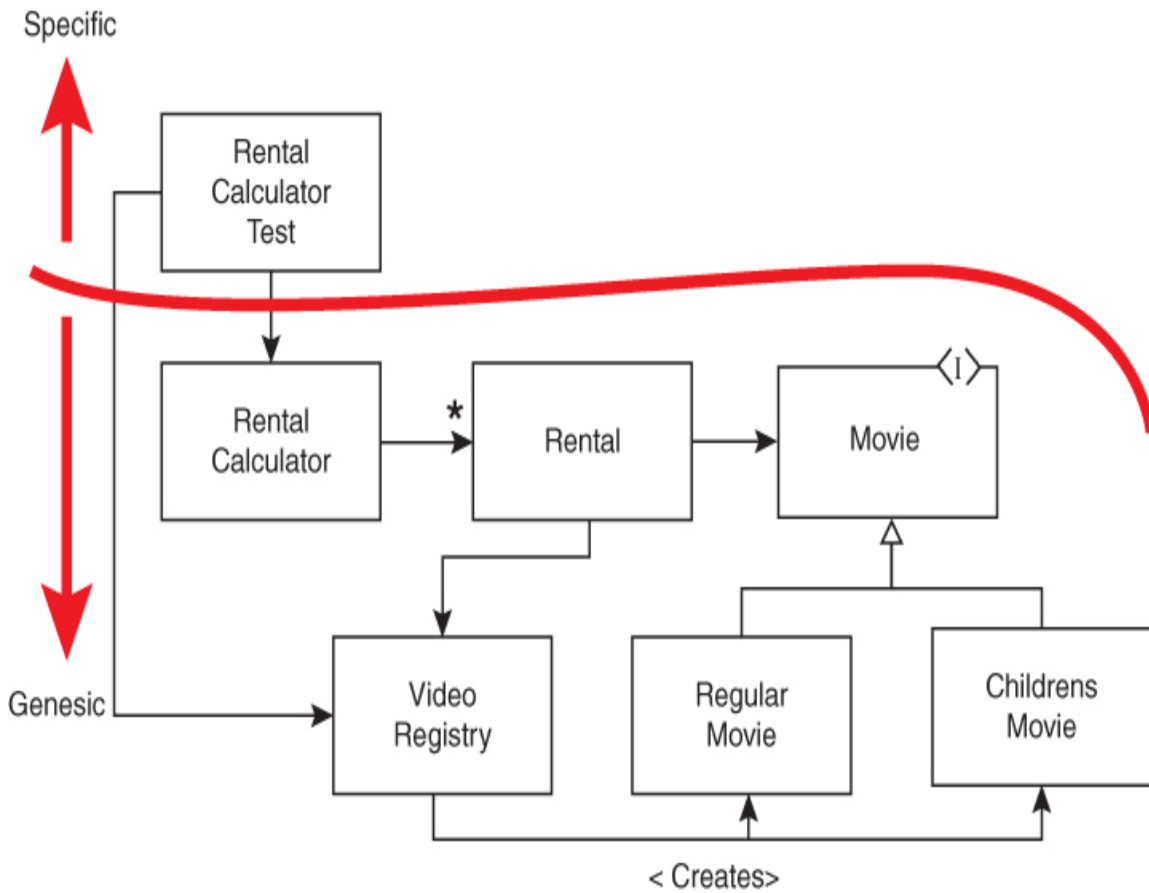 Specific
Rental
Calculator
Test
Rental
Calculator
*
Rental
<I>
Movie
Genesic
Video
Registry
Regular
Movie
Childrens
Movie
< Creates>